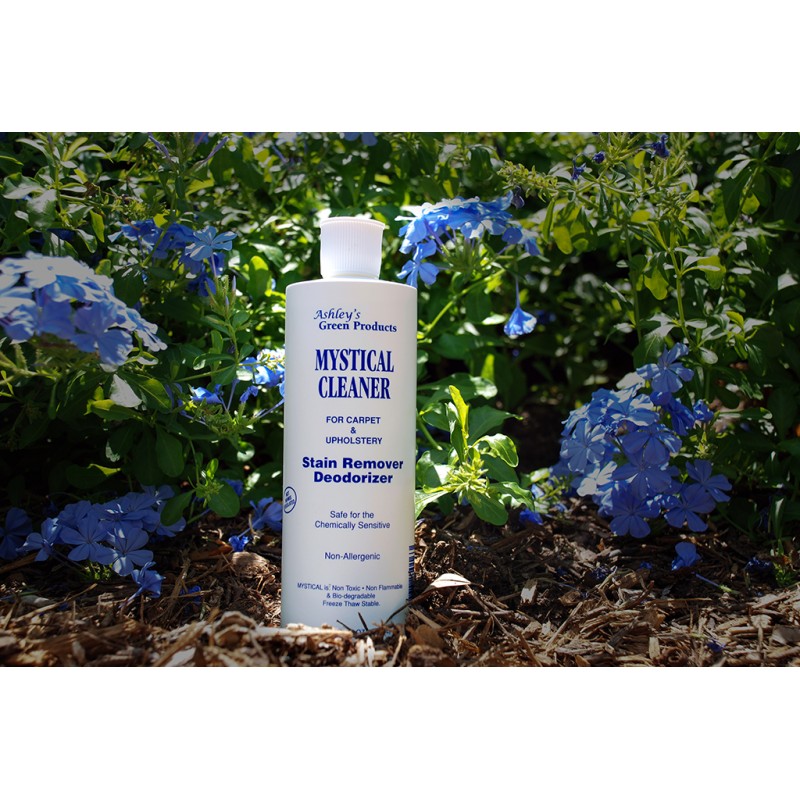 Ashley's
Green Products
MYSTICAL
CLEANER
FOR CARPET
&
UPHOLSTERY
Stain Remover
Deodorizer
Safe for the
Chemically Sensitive
Non-Allergenic
MYSTICAL is: Non Toxic • Non Flammable
& Bio-degradable
Freeze Thaw Stable.